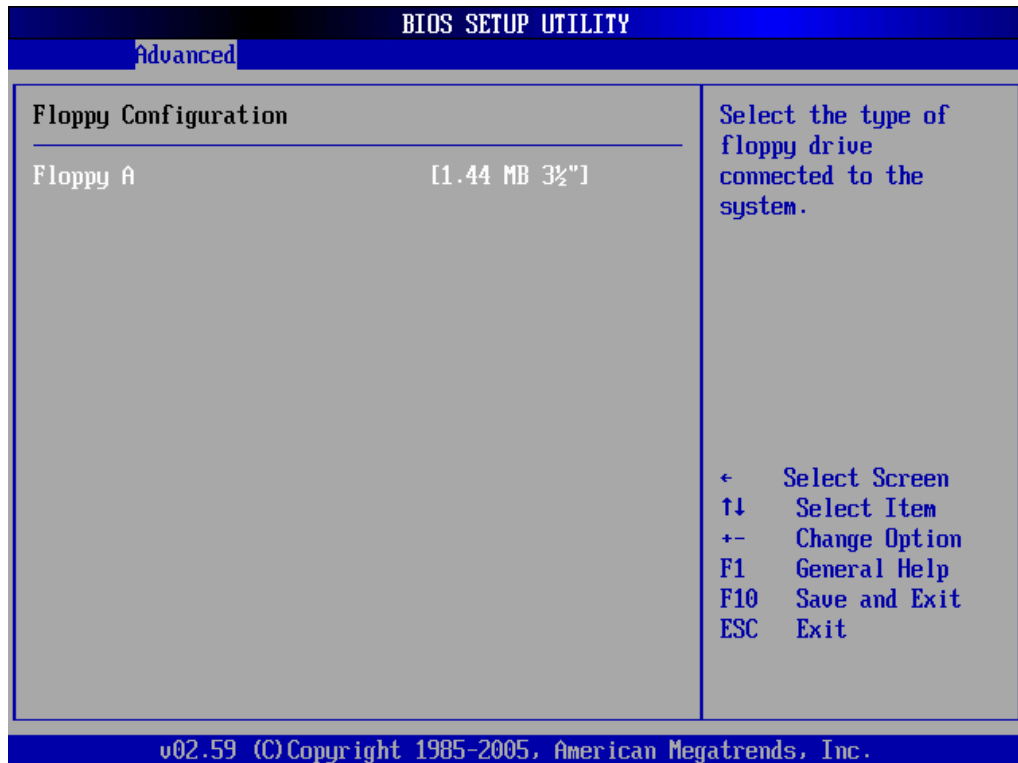 BIOS SETUP UTILITY
Advanced
Floppy Configuration
Floppy A [1.44 MB 3½"]
Select the type of
floppy drive
connected to the
system.
← Select Screen
↑↓ Select Item
+- Change Option
F1 General Help
F10 Save and Exit
ESC Exit
v02.59 (C)Copyright 1985-2005, American Megatrends, Inc.